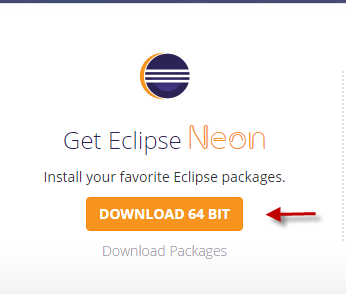 Get Eclipse Neon
Install your favorite Eclipse packages.
DOWNLOAD 64 BIT
Download Packages